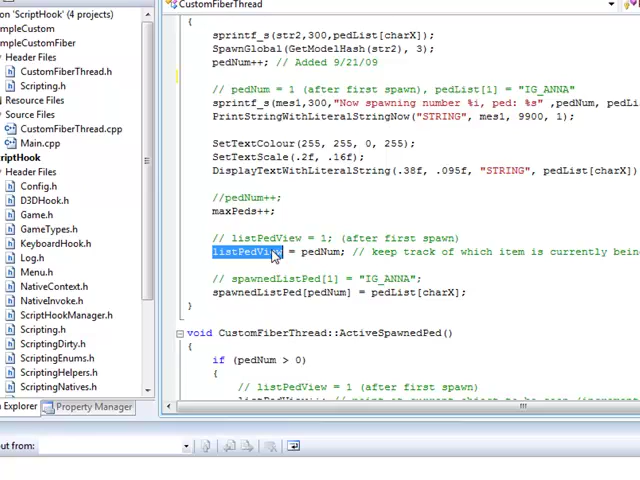 CustomFiberThread
on 'ScriptHook' (4 projects)
mpleCustom
mpleCustomFiber
Header Files
CustomFiberThread.h
Scripting.h
Resource Files
Source Files
CustomFiberThread.cpp
Main.cpp
riptHook
Header Files
Config.h
D3DHook.h
Game.h
GameTypes.h
KeyboardHook.h
Log.h
Menu.h
NativeContext.h
NativeInvoke.h
ScriptHookManager.h
Scripting.h
ScriptingDirty.h
ScriptingEnums.h
ScriptingHelpers.h
ScriptingNatives.h
Explorer
Property Manager
{
sprintf_s(str2,300,pedList[charX]);
SpawnGlobal (GetModelHash(str2), 3);
pedNum++; // Added 9/21/09
// pedNum = 1 (after first spawn), pedList[1] = "IG_ANNA"
sprintf_s(mes1,300,"Now spawning number %i, ped: %s" ,pedNum, pedLi
PrintStringWithLiteralStringNow("STRING", mes1, 9900, 1);
SetTextColour(255, 255, 0, 255);
SetTextScale(.2f, .16f);
DisplayTextWithLiteralString(.38f, .095f, "STRING", pedList[charX])
//pedNum++;
maxPeds++;
// listPedView = 1; (after first spawn)
listPedView = pedNum; // keep track of which item is currently bein
// spawnedListPed[1] = "IG_ANNA";
spawnedListPed[pedNum] = pedList[charX];
}
void CustomFiberThread::ActiveSpawnedPed()
{
if (pedNum > 0)
{
// listPedView = 1 (after first spawn)
ut from: